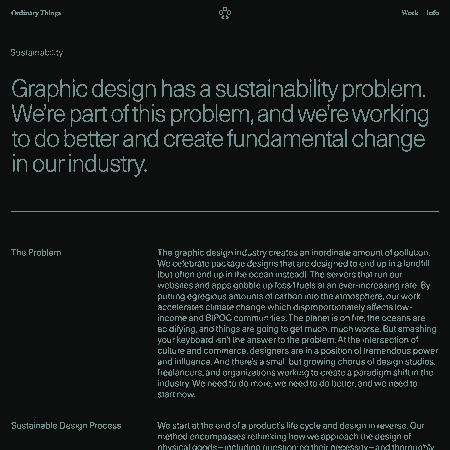 Ordinary Things
Work Info
Sustainability
Graphic design has a sustainability problem.
We're part of this problem, and we're working
to do better and create fundamental change
in our industry.
The Problem
The graphic design industry creates an inordinate amount of pollution.
We celebrate package designs that are designed to end up in a landfill
(but often end up in the ocean instead). The servers that run our
websites and apps gobble up fossil fuels at an ever-increasing rate. By
putting egregious amounts of carbon into the atmosphere, our work
accelerates climate change which disproportionately affects low-
income and BIPOC communities. The planet is on fire, the oceans are
acidifying, and things are going to get much, much worse. But smashing
your keyboard isn't the answer to the problem. At the intersection of
culture and commerce, designers are in a position of tremendous power
and influence. And there's a small but growing chorus of design studios,
freelancers, and organizations working to create a paradigm shift in the
industry. We need to do more, we need to do better, and we need to
start now.
Sustainable Design Process
We start at the end of a product's life cycle and design in reverse. Our
method encompasses rethinking how we approach the design of
physical goods—including question everything—and thoroughly